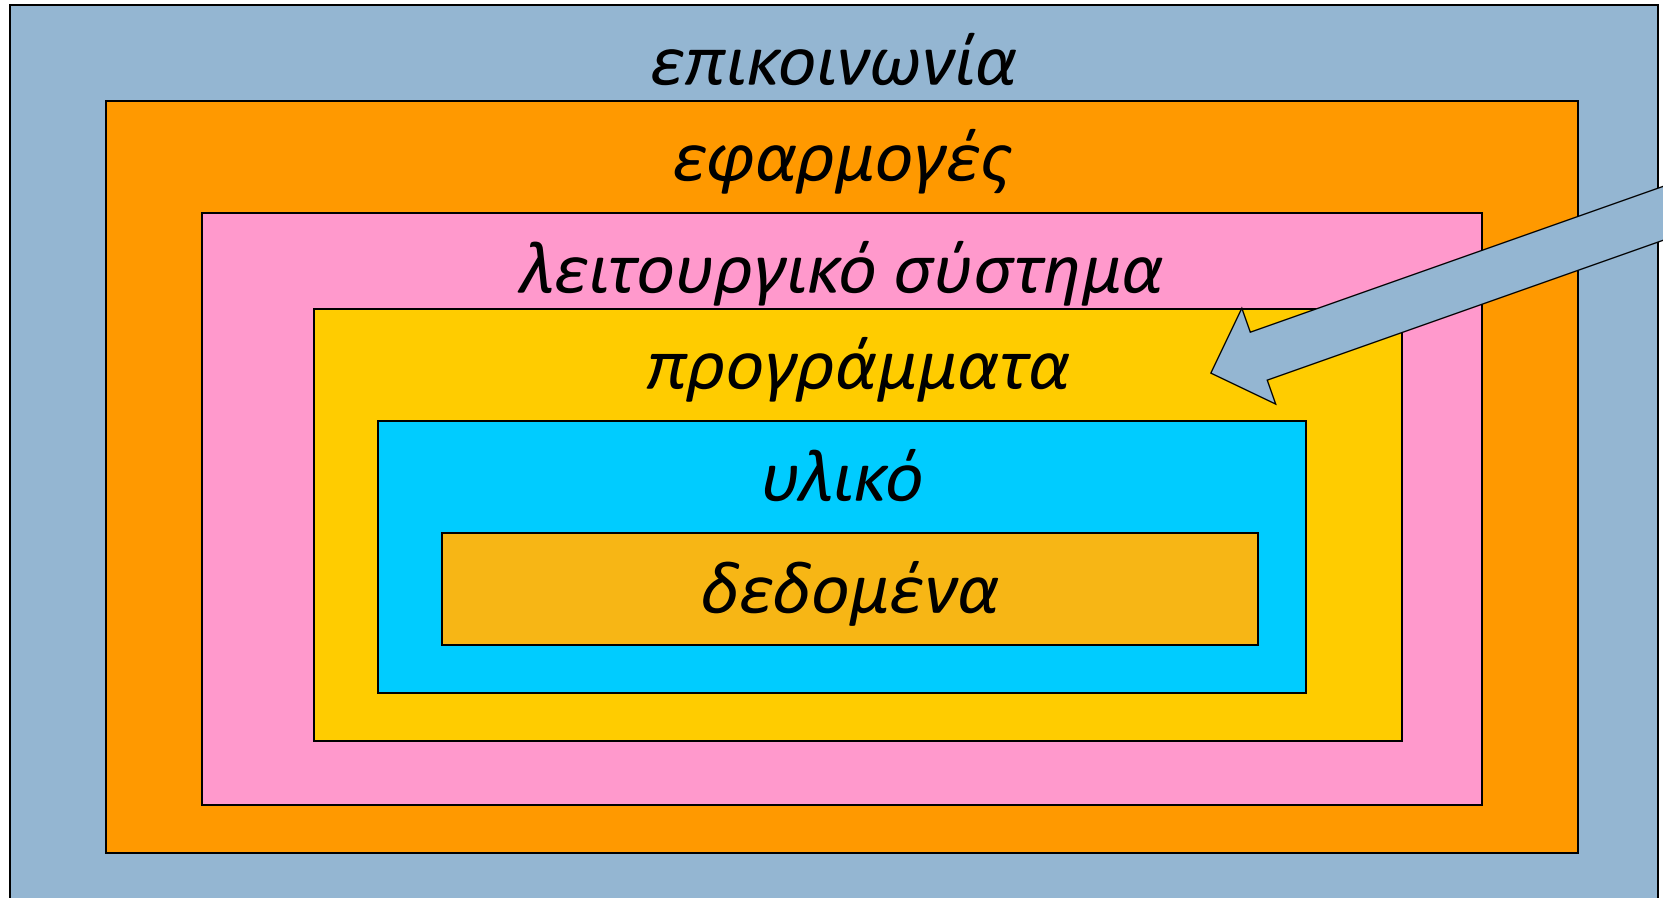 επικοινωνία
εφαρμογές
λειτουργικό σύστημα
προγράμματα
υλικό
δεδομένα